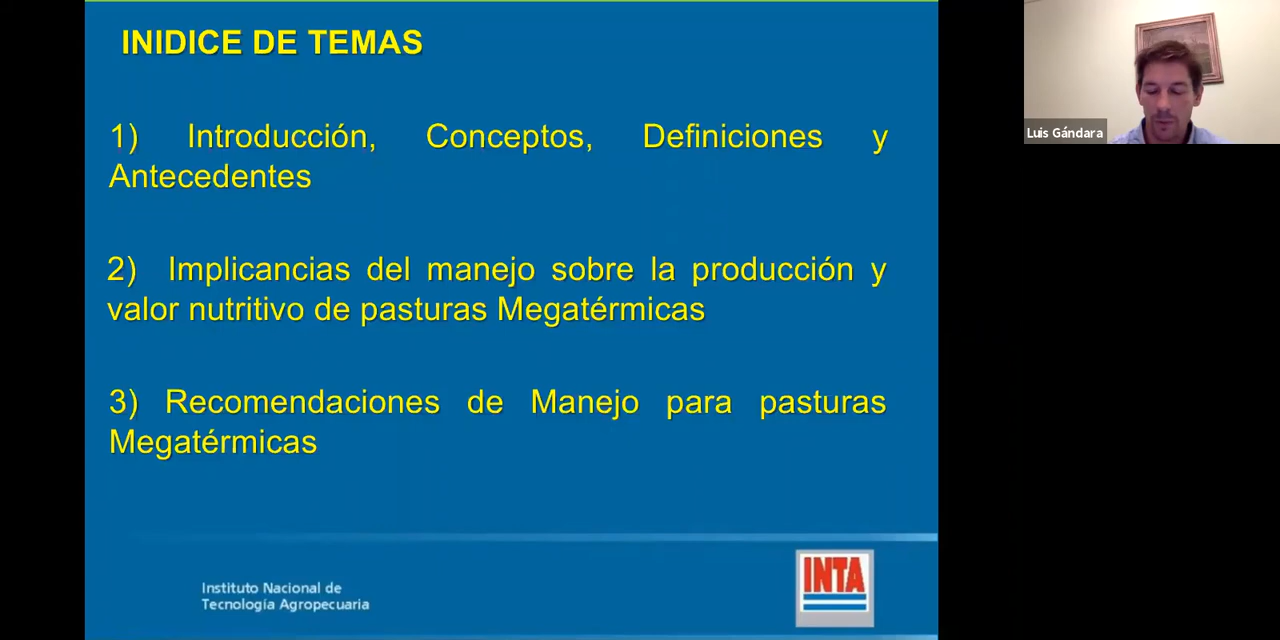 INIDICE DE TEMAS
1) Introducción, Conceptos, Definiciones y
Antecedentes
2) Implicancias del manejo sobre la producción y
valor nutritivo de pasturas Megatérmicas
3) Recomendaciones de Manejo para pasturas
Megatérmicas
Instituto Nacional de
Tecnología Agropecuaria
INTA
Luis Gándara